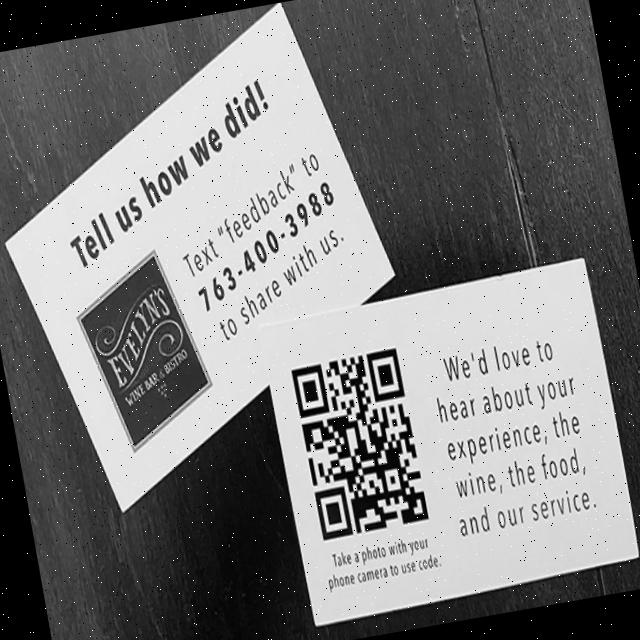 Tell us how we did!
Text "feedback" to
763-400-3988
to share with us.
EVELYN'S
WINE BAR & BISTRO
We'd love to
hear about your
experience, the
wine, the food,
and our service.
Take a photo with your
phone camera to use code.